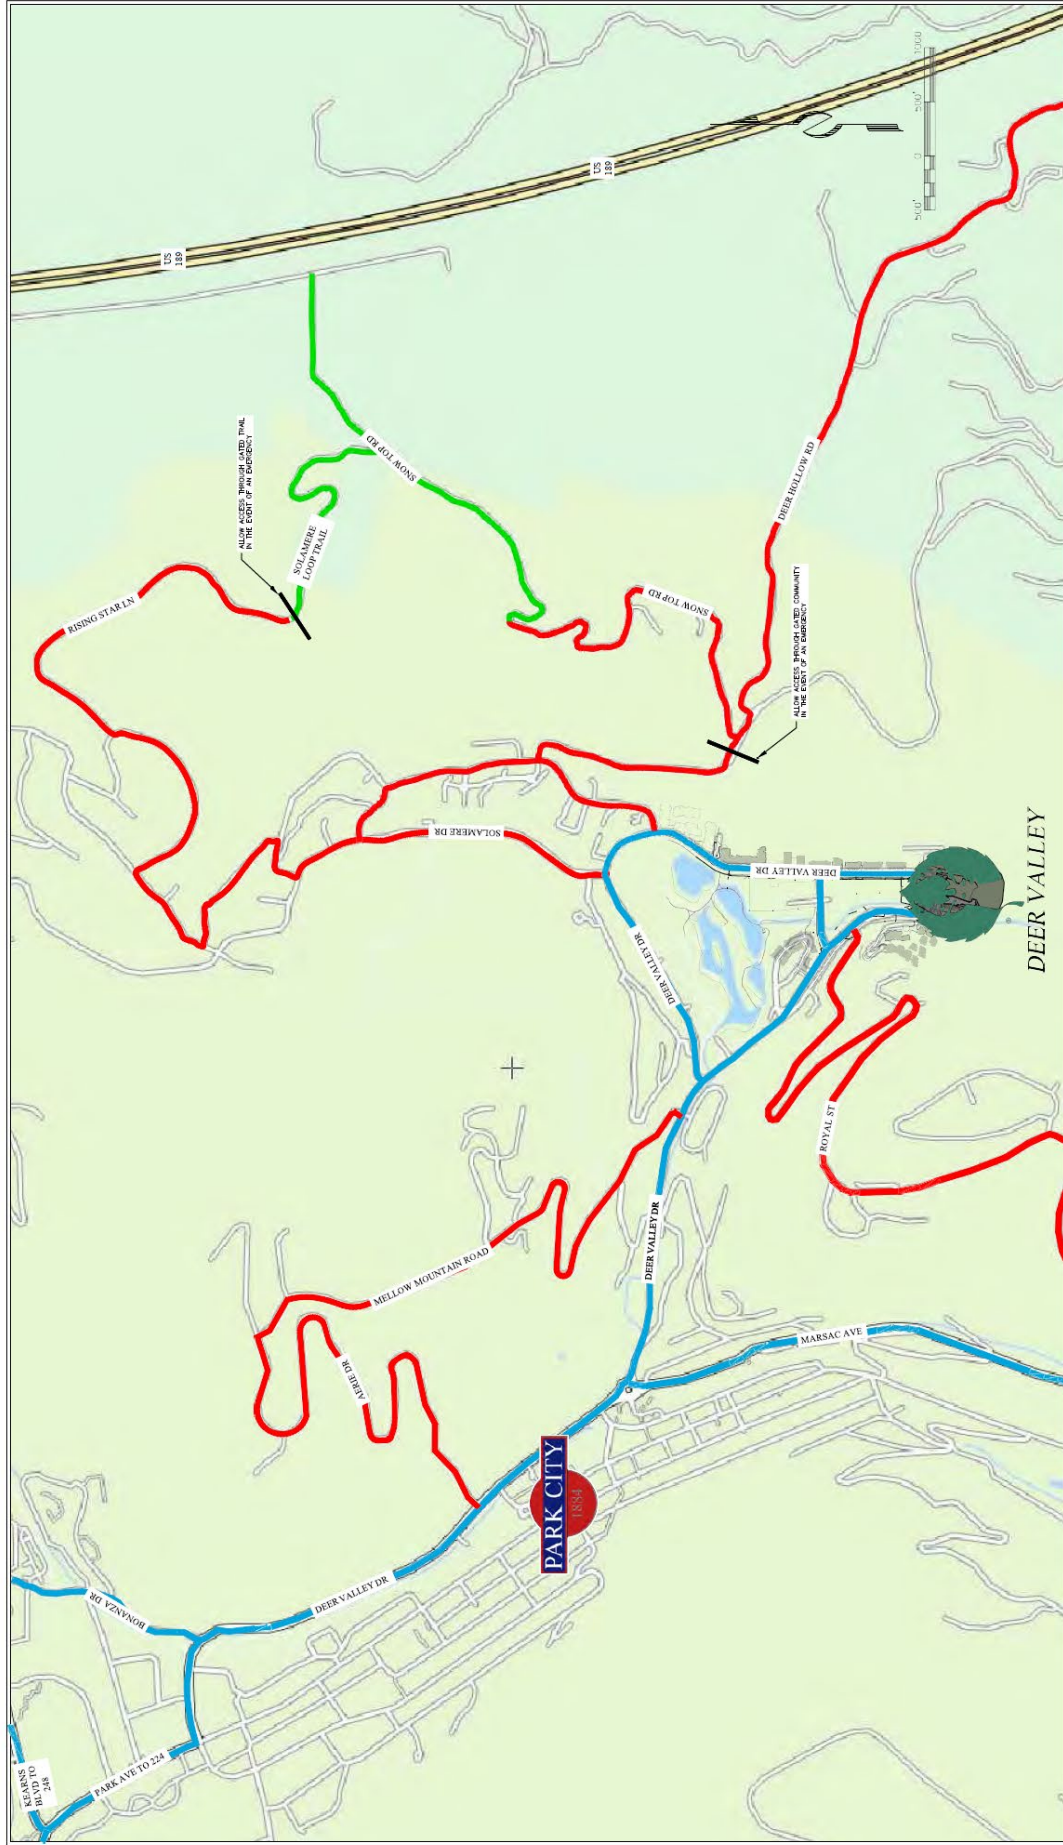 US
189
US
189
500'
0
500'
1000
ALLOW ACCESS THROUGH GATED TRAIL
IN THE EVENT OF AN EMERGENCY
SNOW TOP RD
SOLAMERE
LOOP TRAIL
RISING STAR LN
DEER HOLLOW RD
SNOW TOP RD
ALLOW ACCESS THROUGH GATED COMMUNITY
IN THE EVENT OF AN EMERGENCY
SOLAMERE DR
DEER VALLEY DR
DEER VALLEY DR
DEER VALLEY
ROYAL ST
MELLOW MOUNTAIN ROAD
DEER VALLEY DR
MARSAC AVE
AERIE DR
PARK CITY
1884
DEER VALLEY DR
BONANZA DR
PARK AVE TO 224
KEARNS
BLVD TO
248